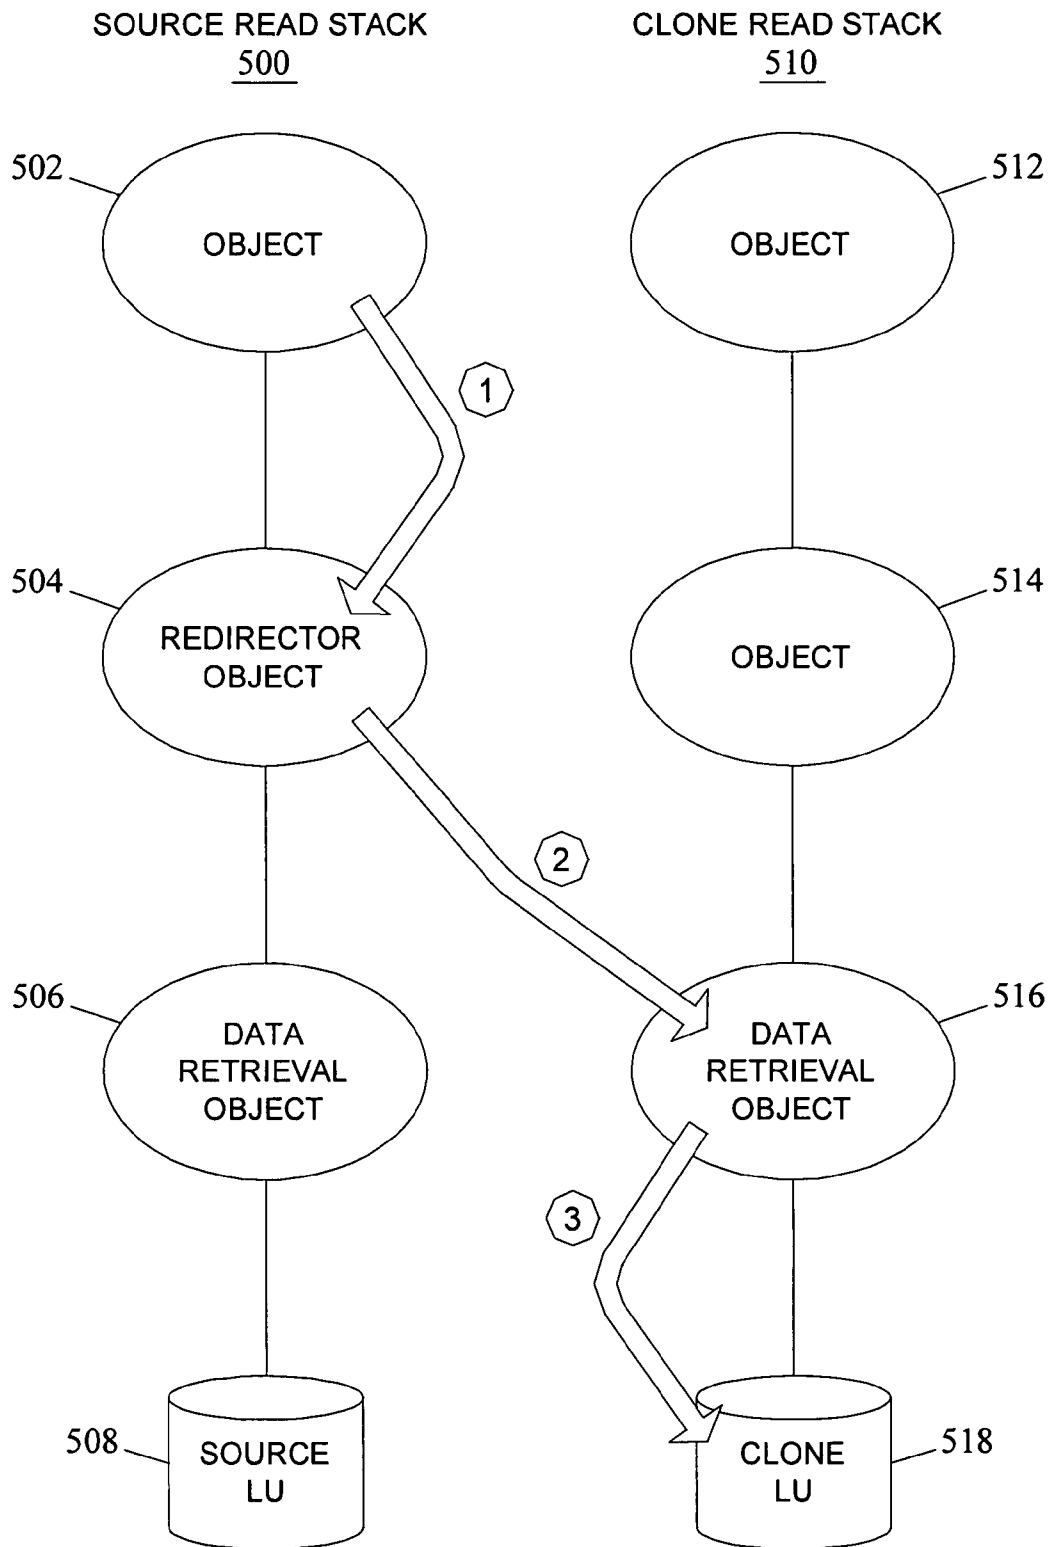 SOURCE READ STACK
500
CLONE READ STACK
510
502
OBJECT
512
OBJECT
1
504
REDIRECTOR
OBJECT
514
OBJECT
2
506
DATA
RETRIEVAL
OBJECT
516
DATA
RETRIEVAL
OBJECT
3
508
SOURCE
LU
518
CLONE
LU